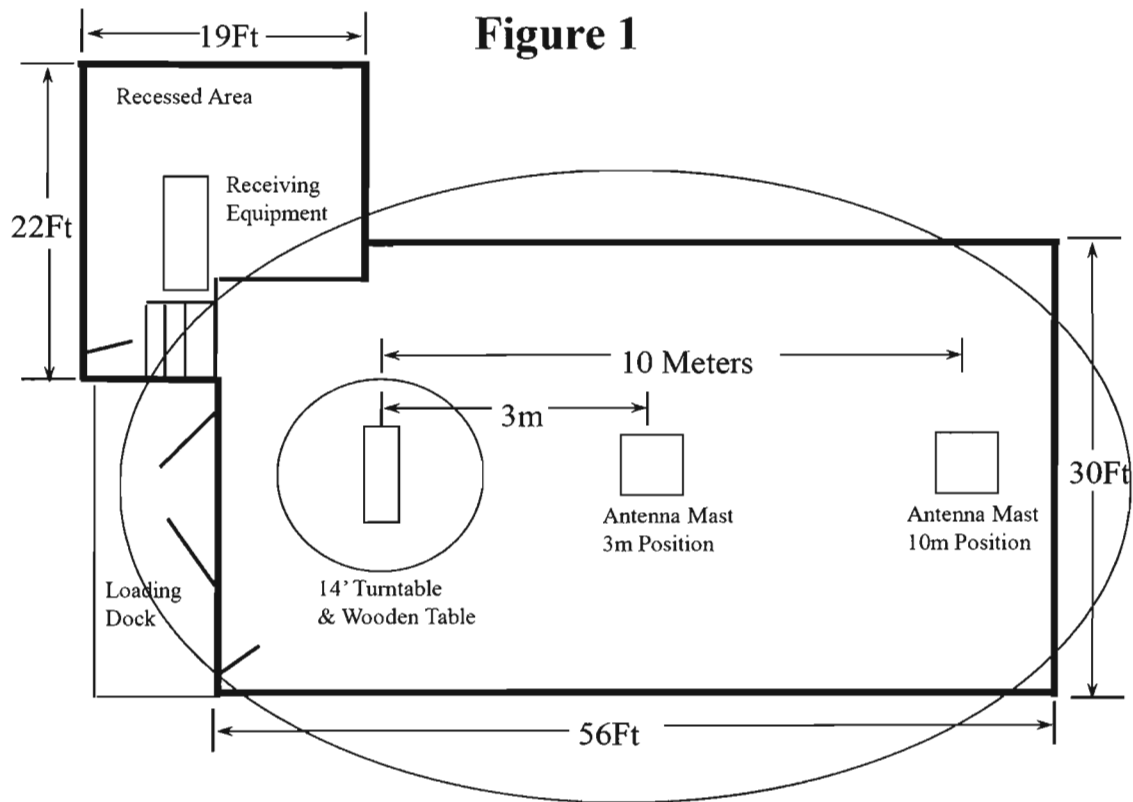 Figure 1
19Ft
Recessed Area
Receiving
Equipment
22Ft
10 Meters
3m
30Ft
Antenna Mast
3m Position
Antenna Mast
10m Position
14' Turntable
& Wooden Table
Loading
Dock
56Ft